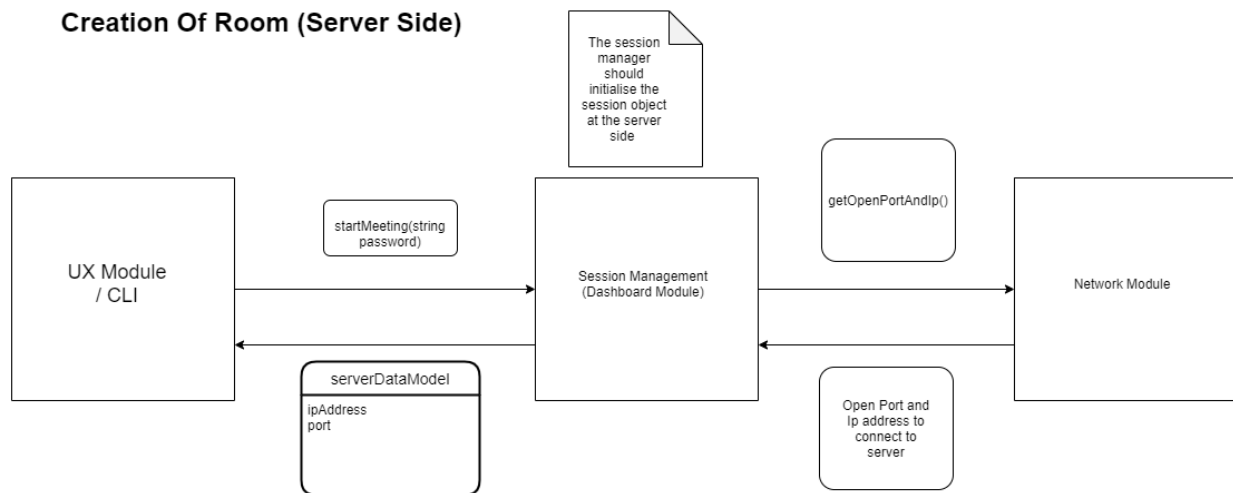 Creation Of Room (Server Side)
The session
manager
should
initialise the
session object
at the server
side
getOpenPortAndIp()
startMeeting(string
password)
UX Module
/ CLI
Session Management
(Dashboard Module)
Network Module
serverDataModel
ipAddress
port
Open Port and
Ip address to
connect to
server